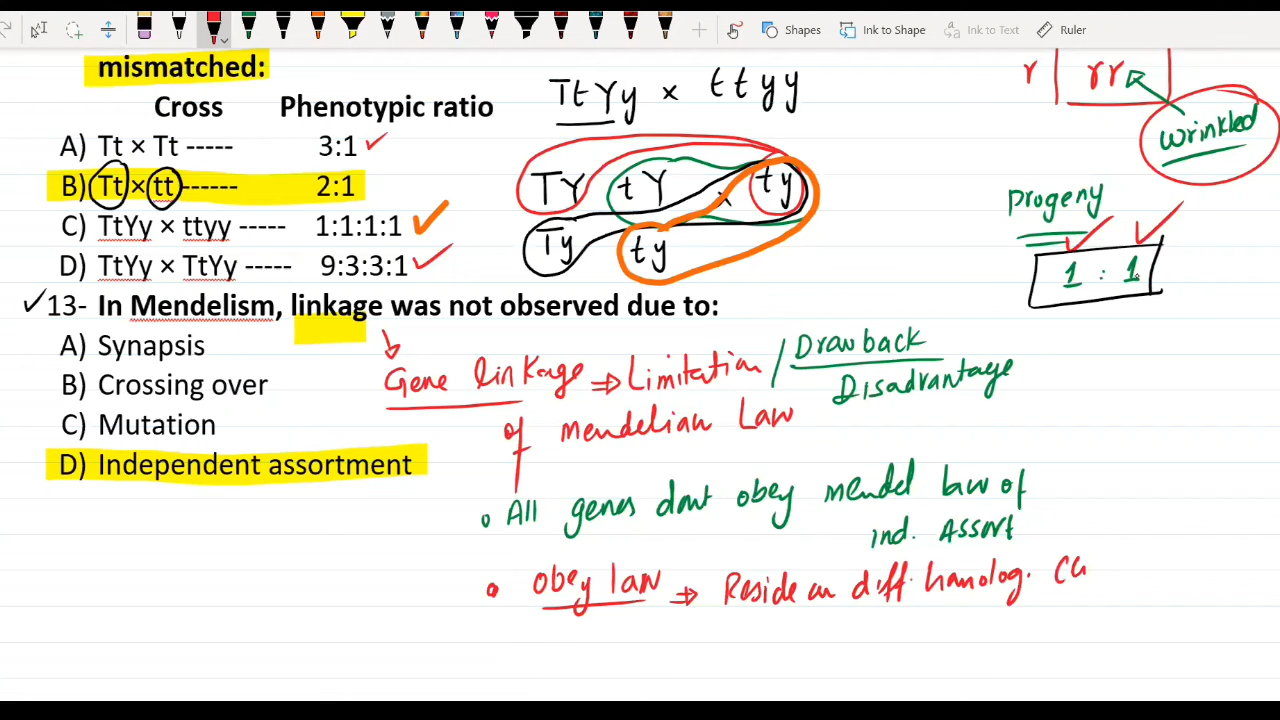 Shapes
Ink to Shape
Ink to Text
Ink to Math
Ruler
mismatched:
Cross Phenotypic ratio
A) Tt × Tt ----- 3:1
B) Tt × tt ------ 2:1
C) TtYy × ttyy ----- 1:1:1:1
D) TtYy × TtYy ----- 9:3:3:1
TtYy × ttyy
TY tY × ty
Ty ty
r rr
wrinkled
progeny
1 : 1
13- In Mendelism, linkage was not observed due to:
A) Synapsis
B) Crossing over
C) Mutation
D) Independent assortment
Gene linkage ⇒ Limitation / Drawback
Disadvantage
of mendelian Law
• All genes dont obey mendel law of
ind. Assort
• obey law ⇒ Reside on diff. homolog.